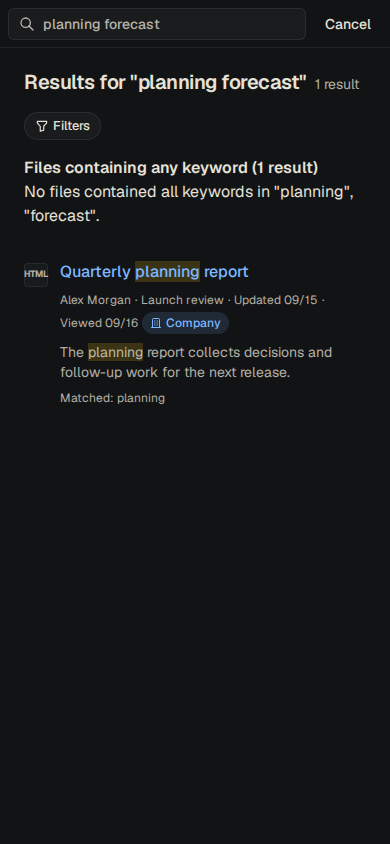 planning forecast
Cancel
Results for "planning forecast" 1 result
Filters
Files containing any keyword (1 result)
No files contained all keywords in "planning",
"forecast".
HTML
Quarterly planning report
Alex Morgan · Launch review · Updated 09/15 ·
Viewed 09/16 Company
The planning report collects decisions and
follow-up work for the next release.
Matched: planning